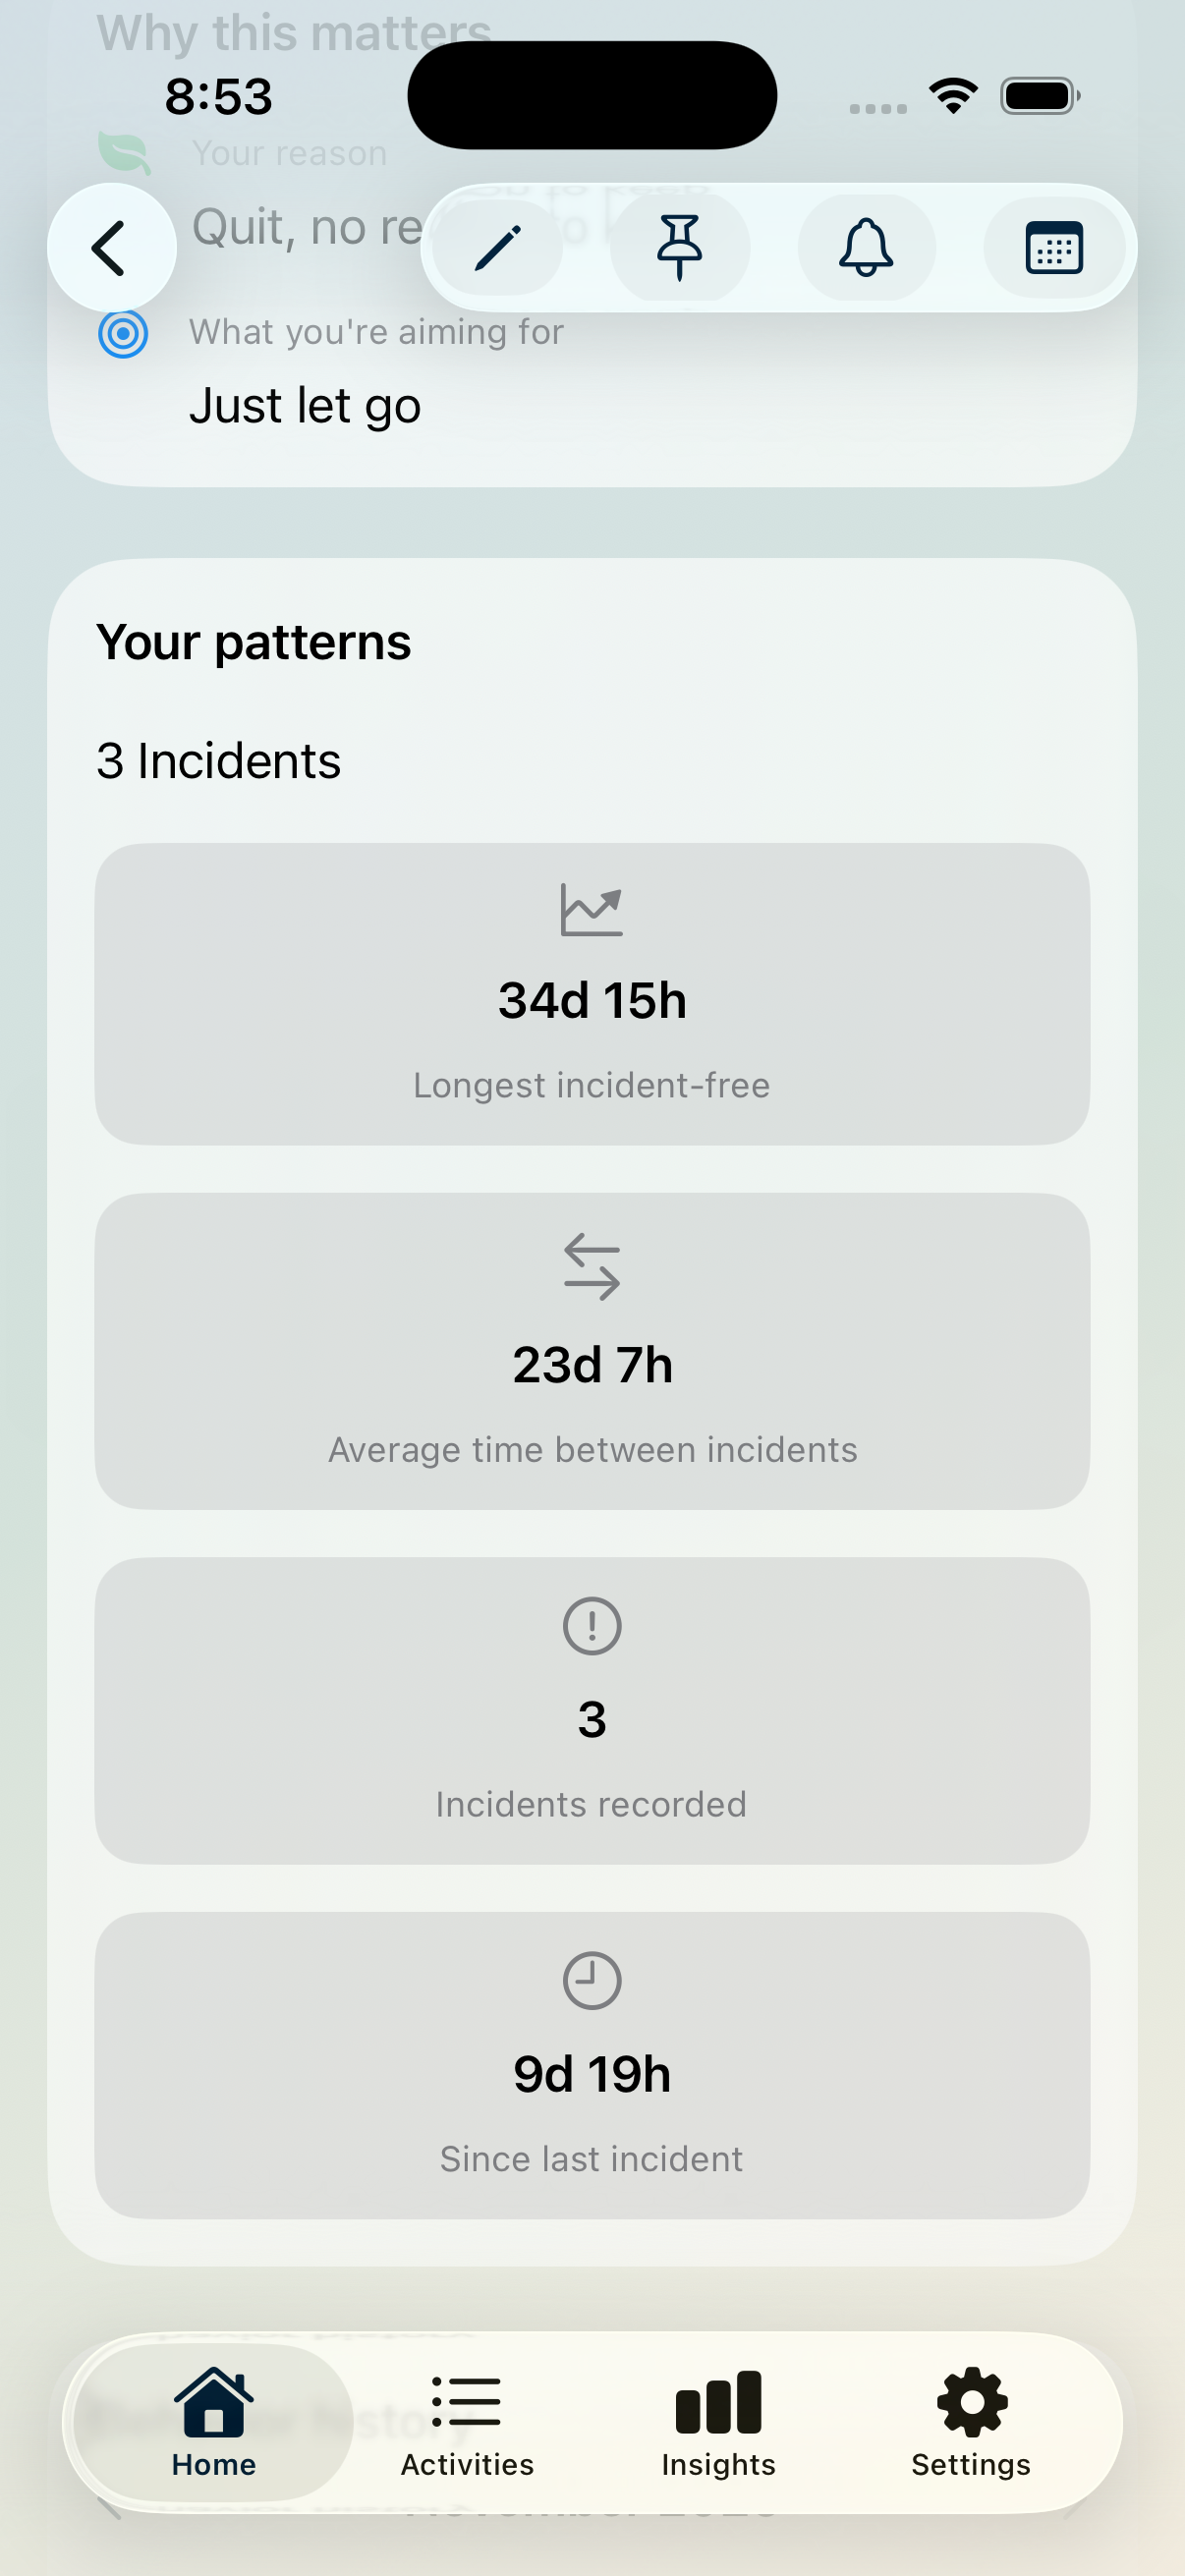 Why this matters
8:53
Your reason
Quit, no re
What you're aiming for
Just let go
Your patterns
3 Incidents
34d 15h
Longest incident-free
23d 7h
Average time between incidents
3
Incidents recorded
9d 19h
Since last incident
history
Home
Activities
Insights
Settings